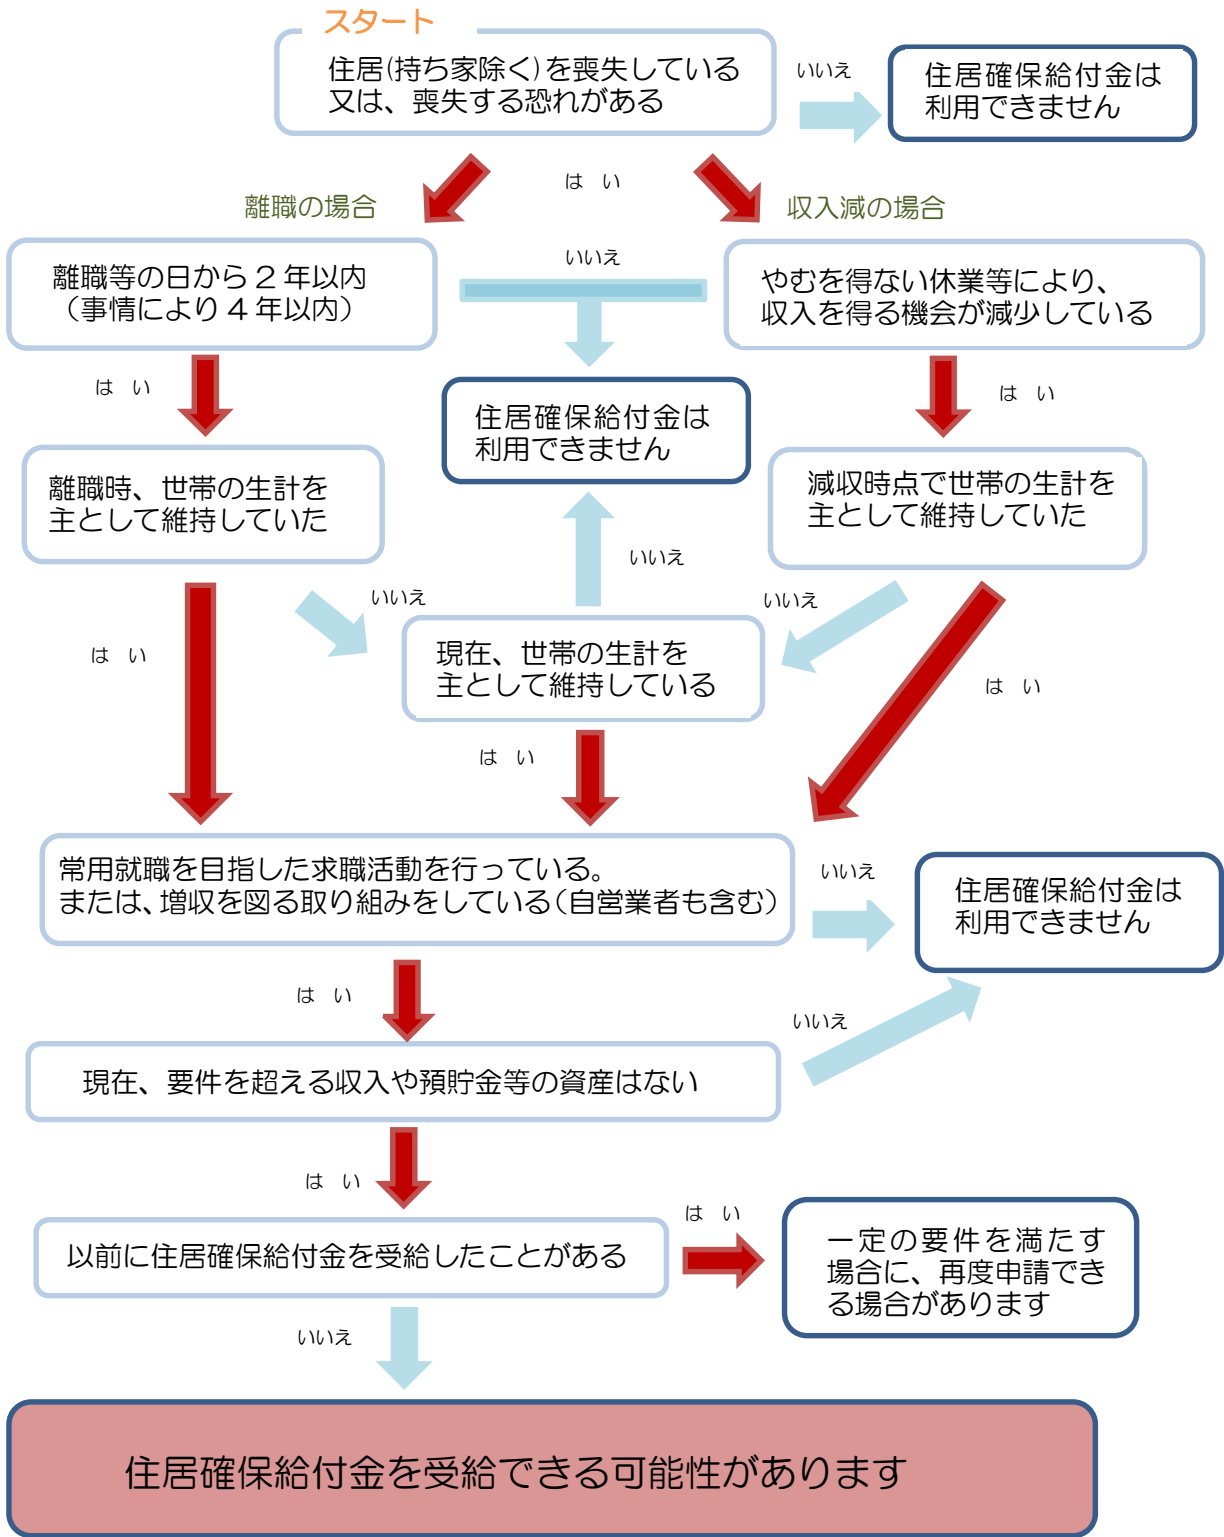 スタート
住居(持ち家除く)を喪失している
又は、喪失する恐れがある
いいえ
住居確保給付金は
利用できません
は い
離職の場合
収入減の場合
離職等の日から2年以内
（事情により4年以内）
いいえ
やむを得ない休業等により、
収入を得る機会が減少している
は い
住居確保給付金は
利用できません
は い
離職時、世帯の生計を
主として維持していた
減収時点で世帯の生計を
主として維持していた
いいえ
いいえ
いいえ
は い
現在、世帯の生計を
主として維持している
は い
は い
常用就職を目指した求職活動を行っている。
または、増収を図る取り組みをしている（自営業者も含む）
いいえ
住居確保給付金は
利用できません
は い
いいえ
現在、要件を超える収入や預貯金等の資産はない
は い
以前に住居確保給付金を受給したことがある
は い
一定の要件を満たす
場合に、再度申請でき
る場合があります
いいえ
住居確保給付金を受給できる可能性があります